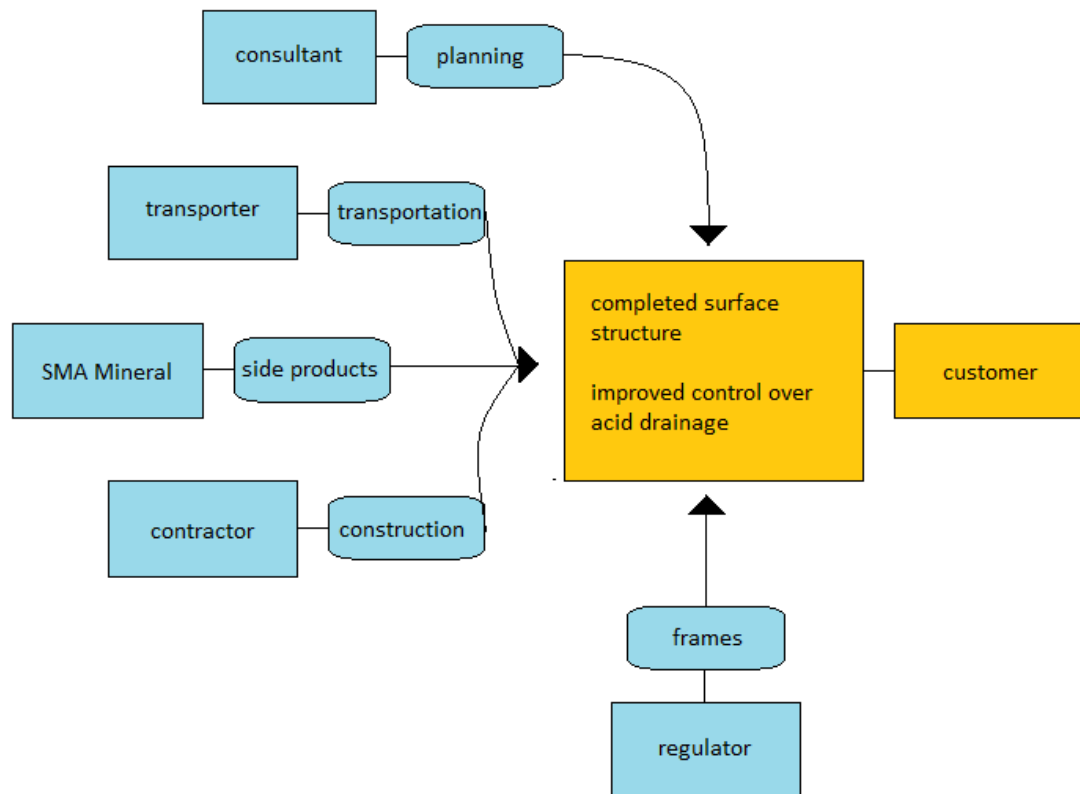 consultant
planning
transporter
transportation
SMA Mineral
side products
contractor
construction
completed surface
structure
improved control over
acid drainage
customer
frames
regulator